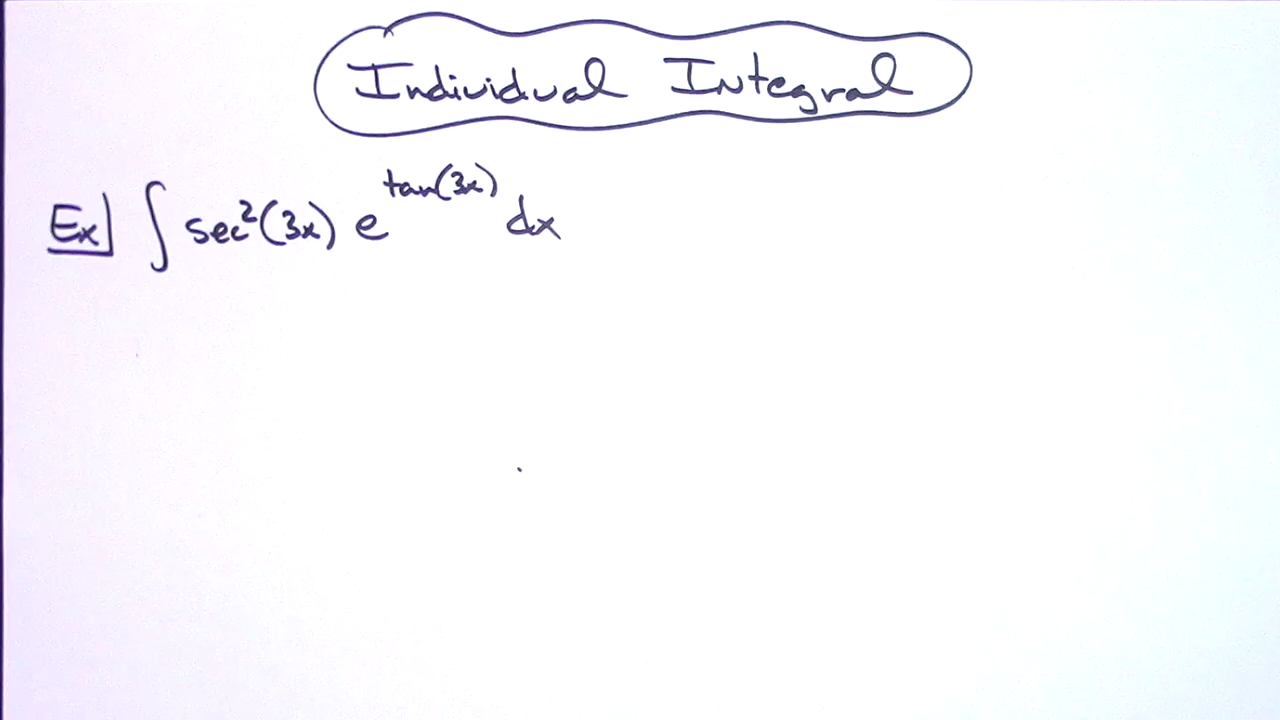 Individual Integral
Ex] ∫ sec²(3x) e^tan(3x) dx